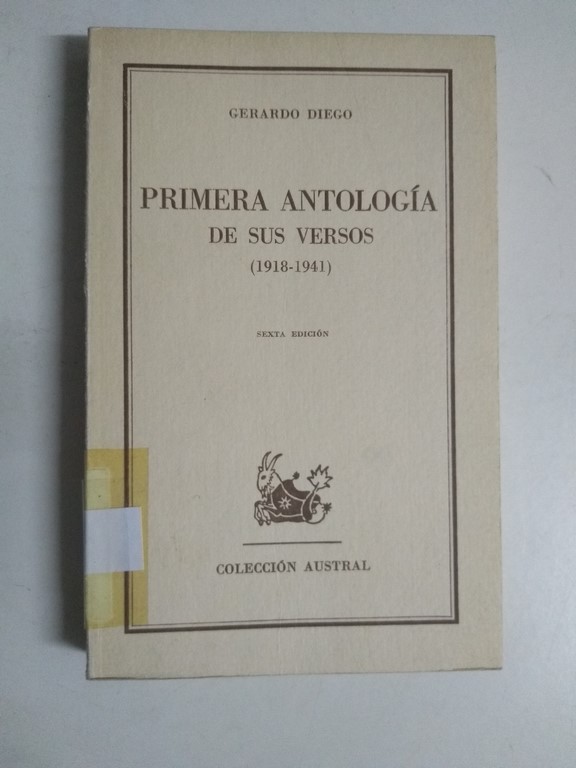 GERARDO DIEGO
PRIMERA ANTOLOGÍA
DE SUS VERSOS
(1918-1941)
SEXTA EDICIÓN
COLECCIÓN AUSTRAL